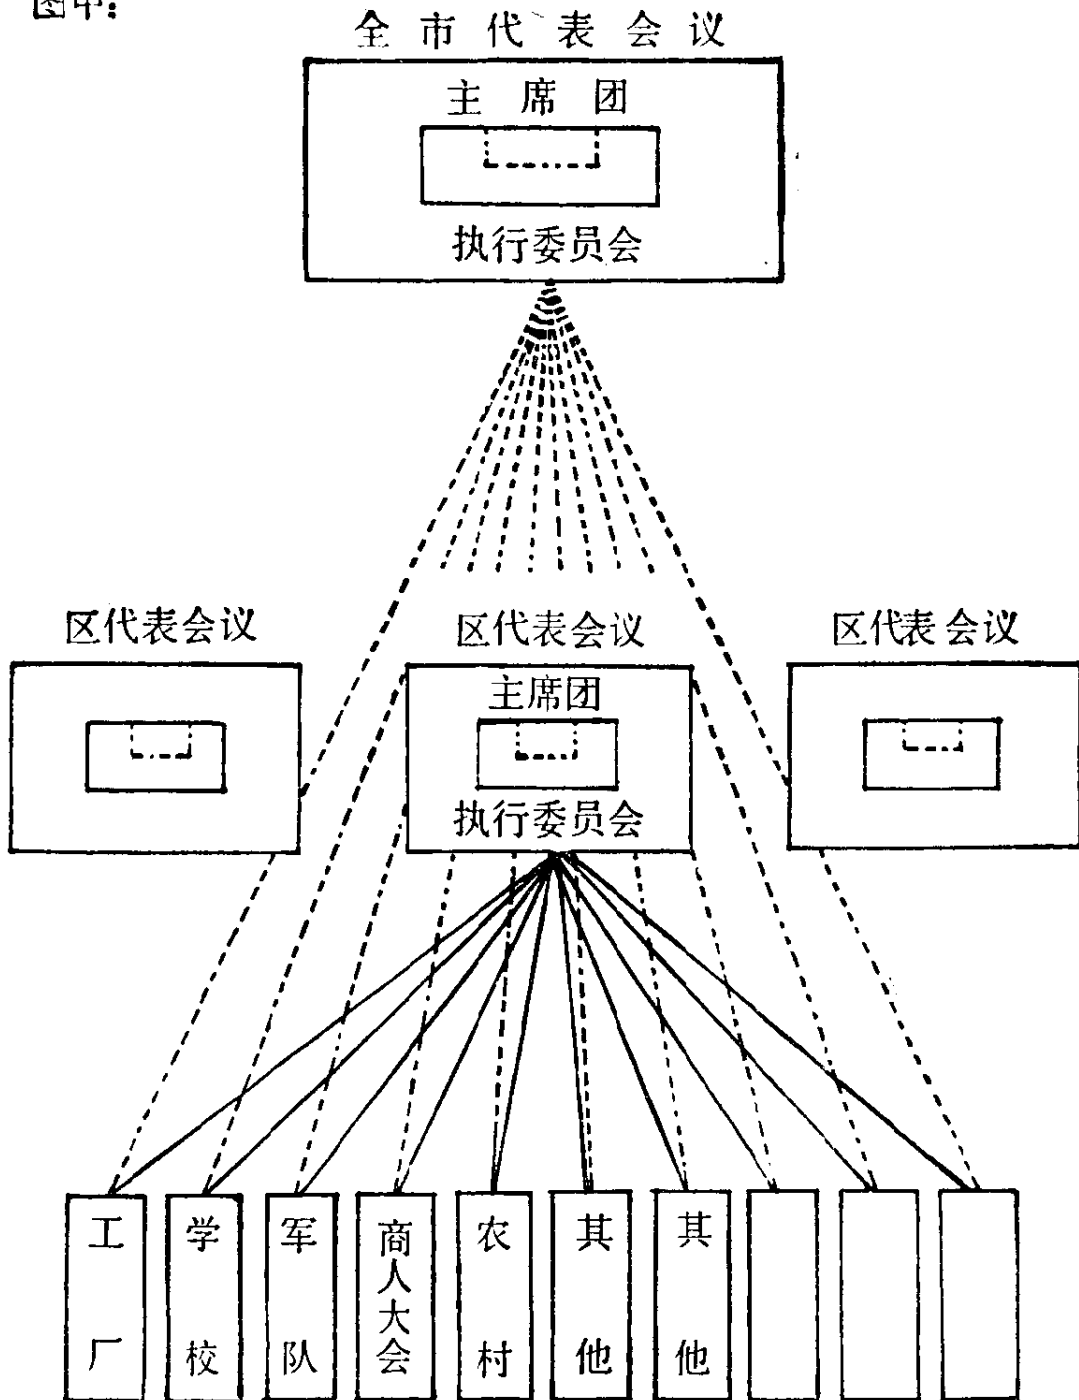 图中：
全市代表会议
主席团
执行委员会
区代表会议
区代表会议
区代表会议
主席团
执行委员会
工厂
学校
军队
商人大会
农村
其他
其他